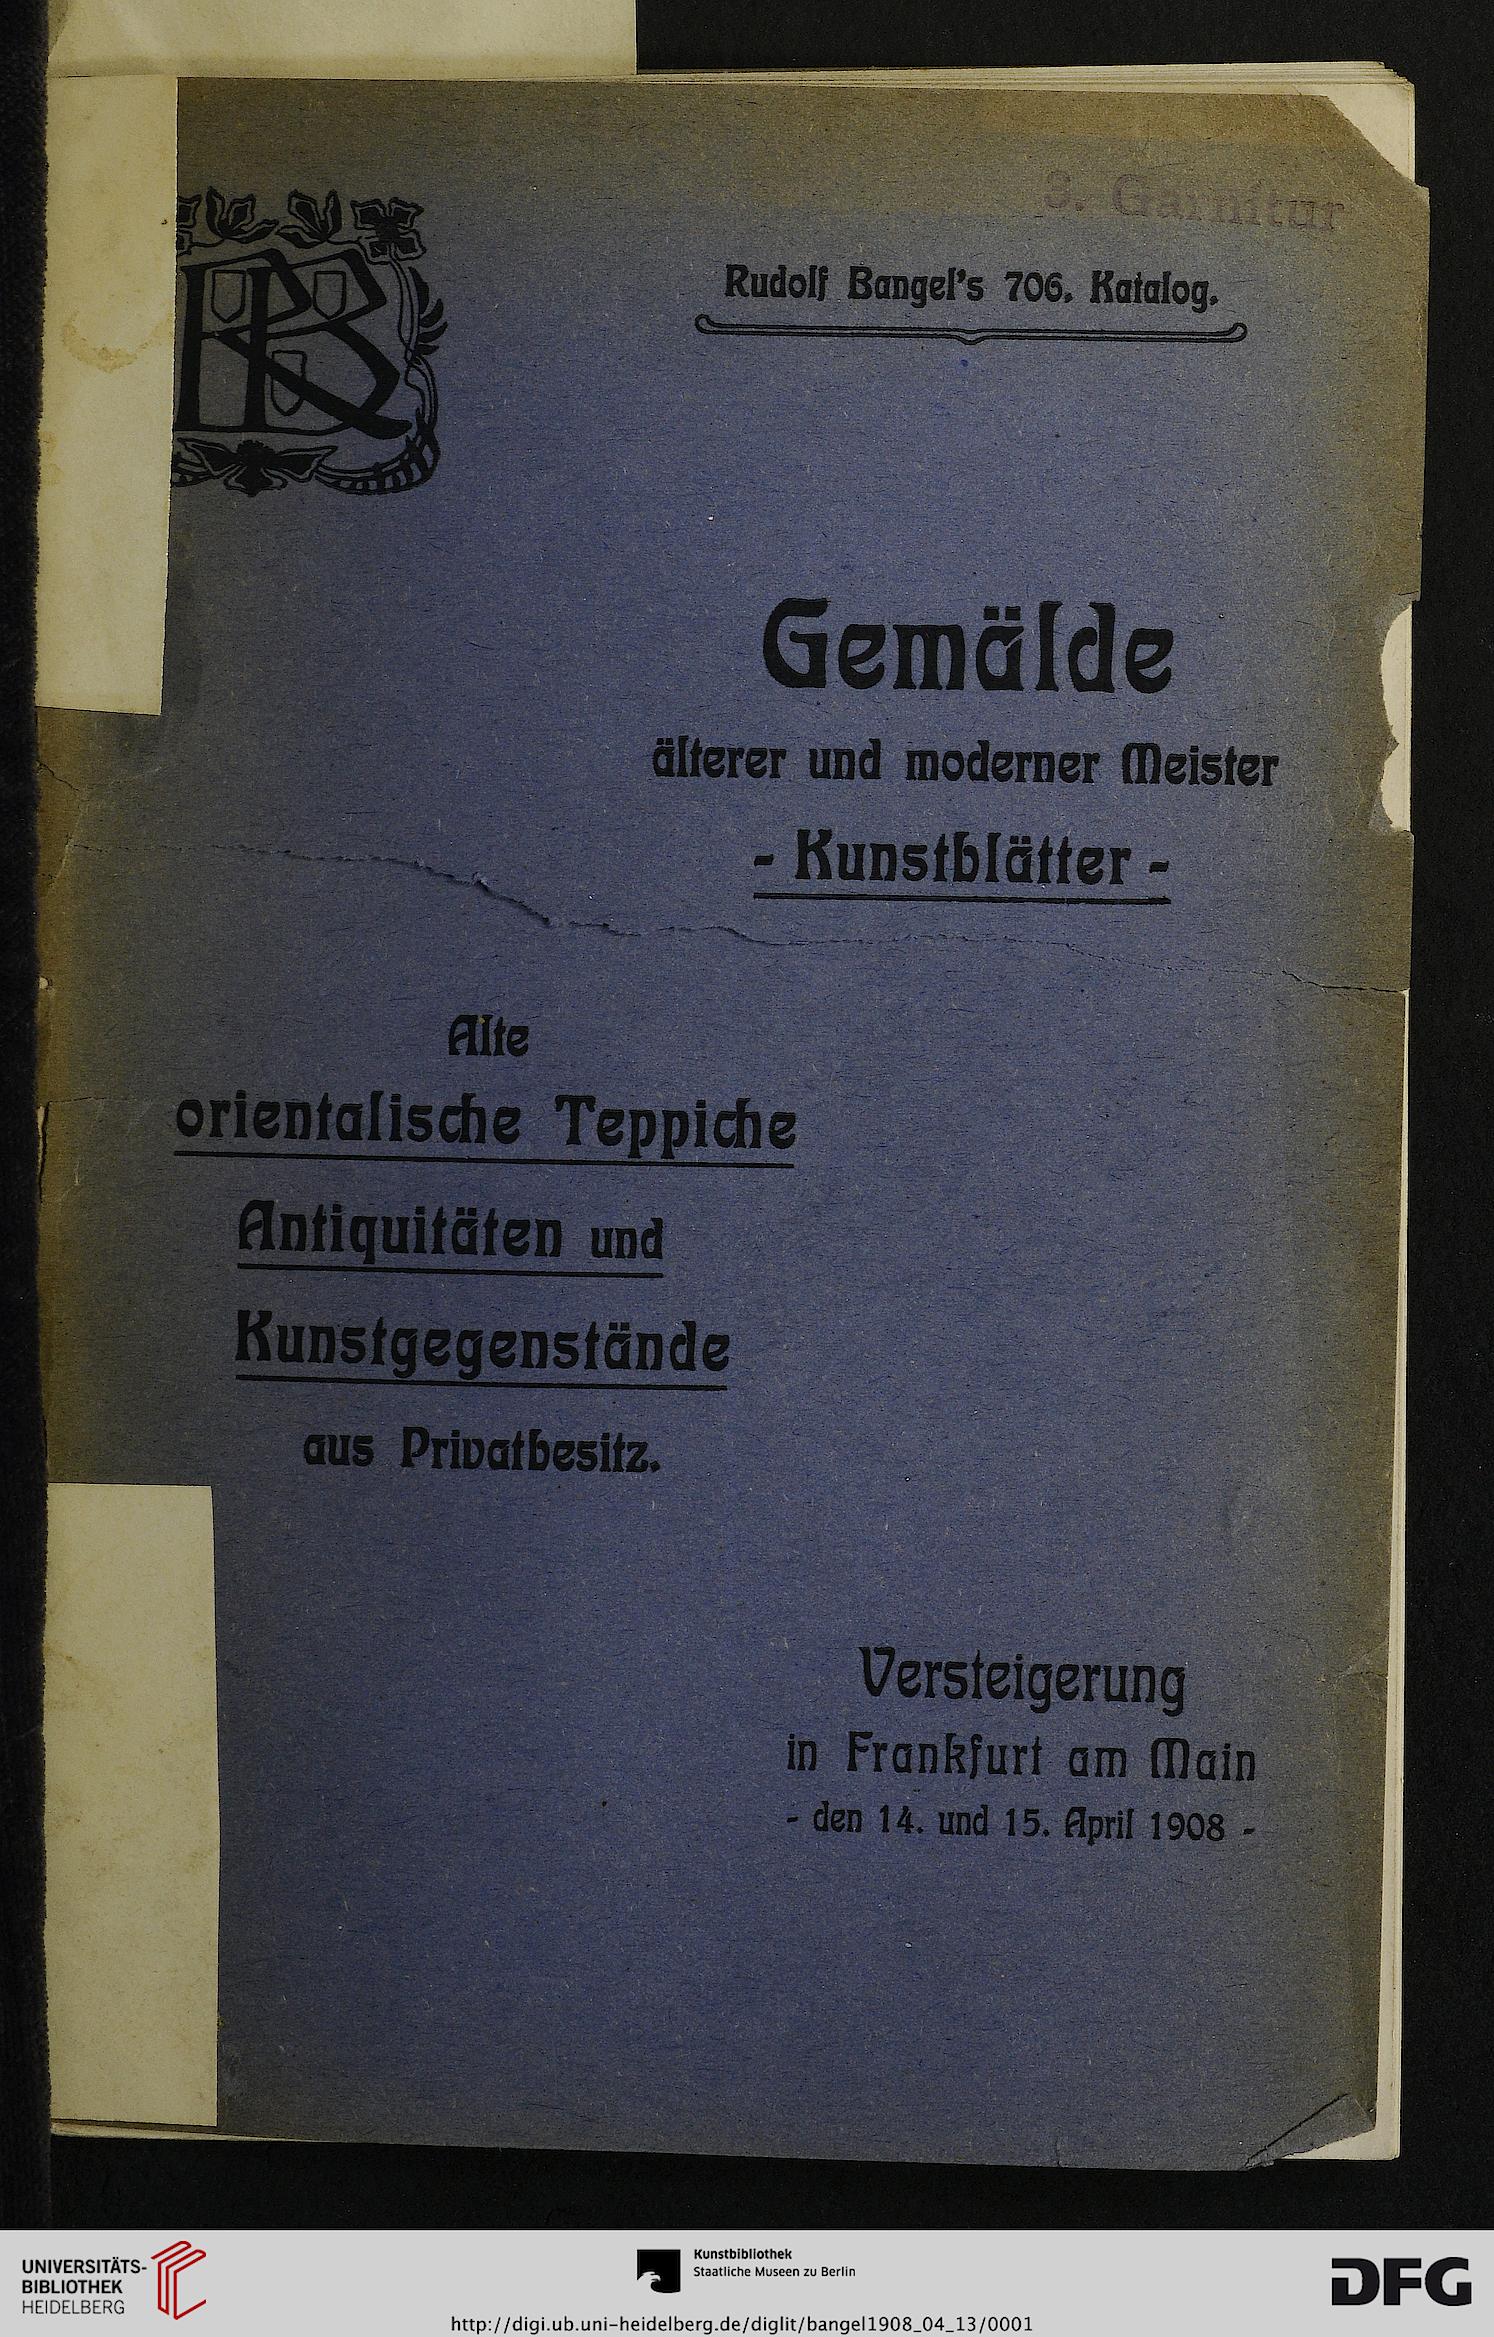 3. Garnitur
Rudolf Bangel's 706. Katalog.
RB
Gemälde
älterer und moderner Meister
- Kunstblätter -
Alte
orientalische Teppiche
Antiquitäten und
Kunstgegenstände
aus Privatbesitz.
Versteigerung
in Frankfurt am Main
- den 14. und 15. April 1908 -
UNIVERSITÄTS-
BIBLIOTHEK
HEIDELBERG
Kunstbibliothek
Staatliche Museen zu Berlin
DFG
http://digi.ub.uni-heidelberg.de/diglit/bangel1908_04_13/0001